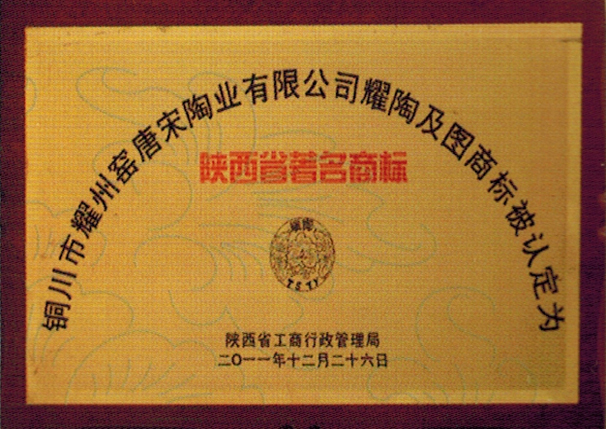 铜川市耀州窑唐宋陶业有限公司耀陶及图商标被认定为
陕西省著名商标
耀陶
T.S.T.Y
陕西省工商行政管理局
二〇一一年十二月二十六日